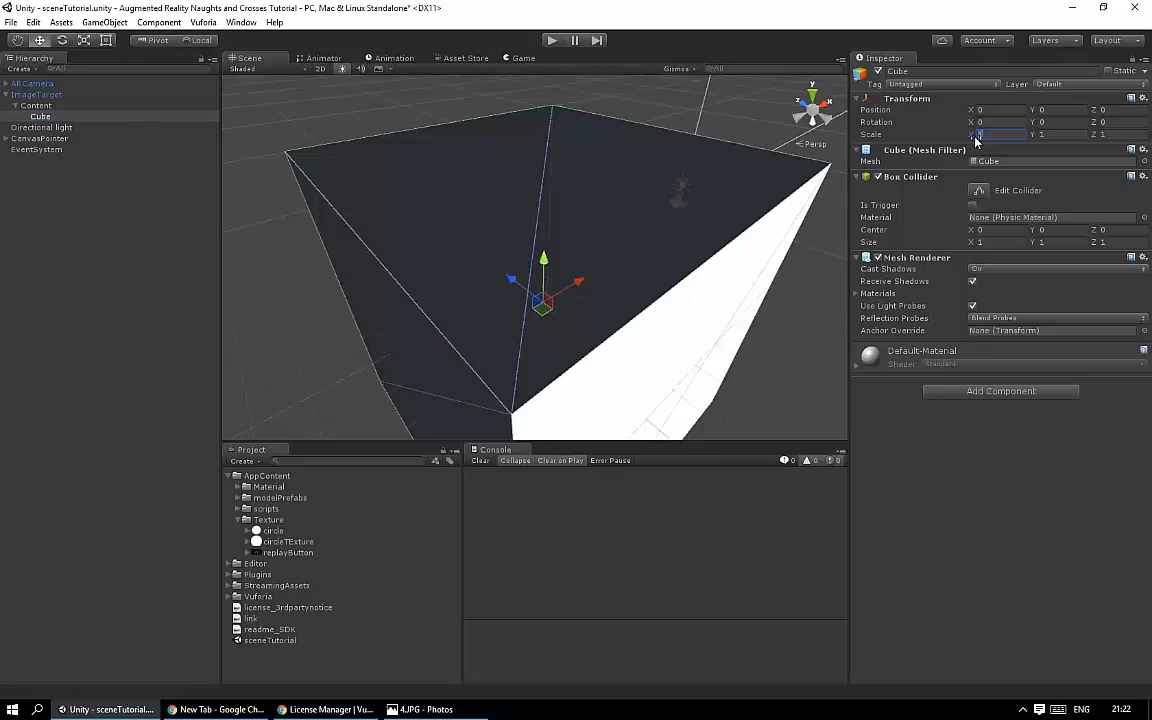 Unity - sceneTutorial.unity - Augmented Reality Naughts and Crosses Tutorial - PC, Mac & Linux Standalone* <DX11>
File Edit Assets GameObject Component Vuforia Window Help
Pivot Local Account Layers Layout
Hierarchy
Create All
ARCamera
ImageTarget
Content
Cube
Directional light
CanvasPointer
EventSystem
Scene Animator Animation Asset Store Game
Shaded 2D Gizmos All
y
z x
Persp
Inspector
Cube Static
Tag Untagged Layer Default
Transform
Position X 0 Y 0 Z 0
Rotation X 0 Y 0 Z 0
Scale X Y 1 Z 1
Cube (Mesh Filter)
Mesh Cube
Box Collider
Edit Collider
Is Trigger
Material None (Physic Material)
Center X 0 Y 0 Z 0
Size X 1 Y 1 Z 1
Mesh Renderer
Cast Shadows On
Receive Shadows
Materials
Use Light Probes
Reflection Probes Blend Probes
Anchor Override None (Transform)
Default-Material
Shader Standard
Add Component
Project
Create
AppContent
Material
modelPrefabs
scripts
Texture
circle
circleTExture
replayButton
Editor
Plugins
StreamingAssets
Vuforia
license_3rdpartynotice
link
readme_SDK
sceneTutorial
Console
Clear Collapse Clear on Play Error Pause 0 0 0
Unity - sceneTutorial.... New Tab - Google Ch... License Manager | Vu... 4.JPG - Photos ENG 21:22